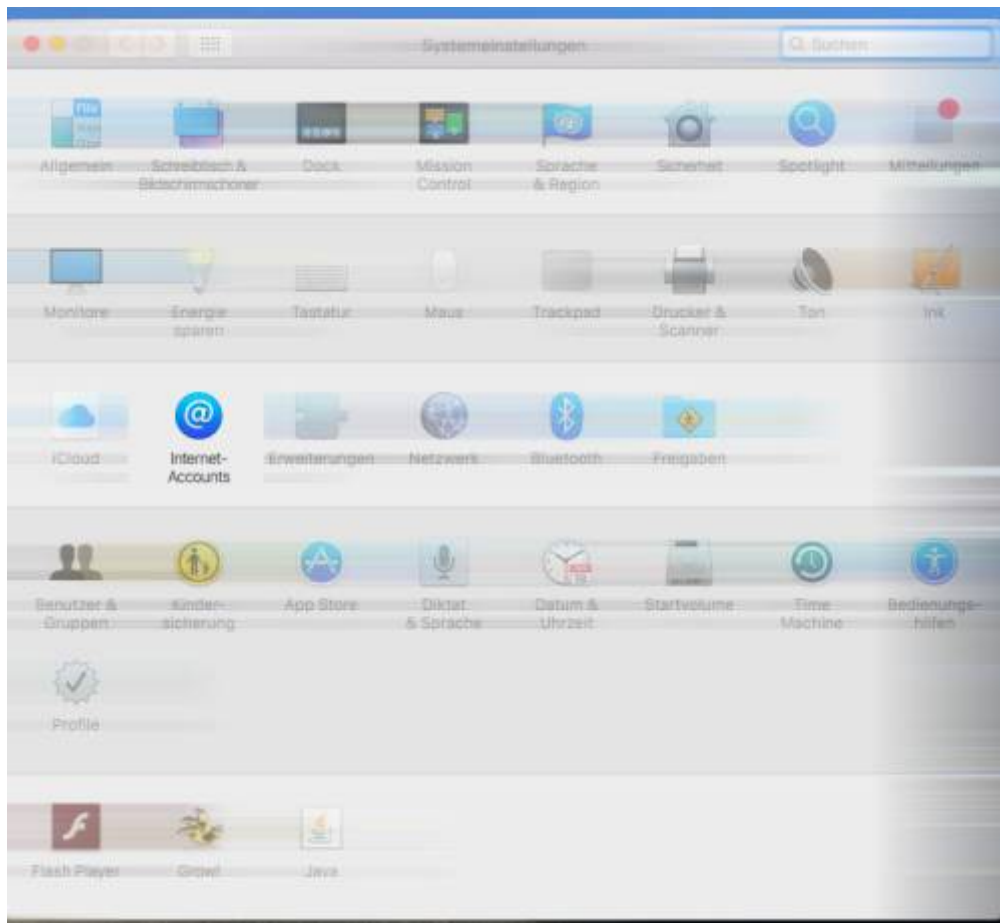 Systemeinstellungen
Suchen
Allgemein
Schreibtisch &
Bildschirmschoner
Dock
Mission
Control
Sprache
& Region
Sicherheit
Spotlight
Mitteilungen
Monitore
Energie
sparen
Tastatur
Maus
Trackpad
Drucker &
Scanner
Ton
Ink
iCloud
Internet-
Accounts
Erweiterungen
Netzwerk
Bluetooth
Freigaben
Benutzer &
Gruppen
Kinder-
sicherung
App Store
Diktat
& Sprache
Datum &
Uhrzeit
Startvolume
Time
Machine
Bedienungs-
hilfen
Profile
Flash Player
Growl
Java